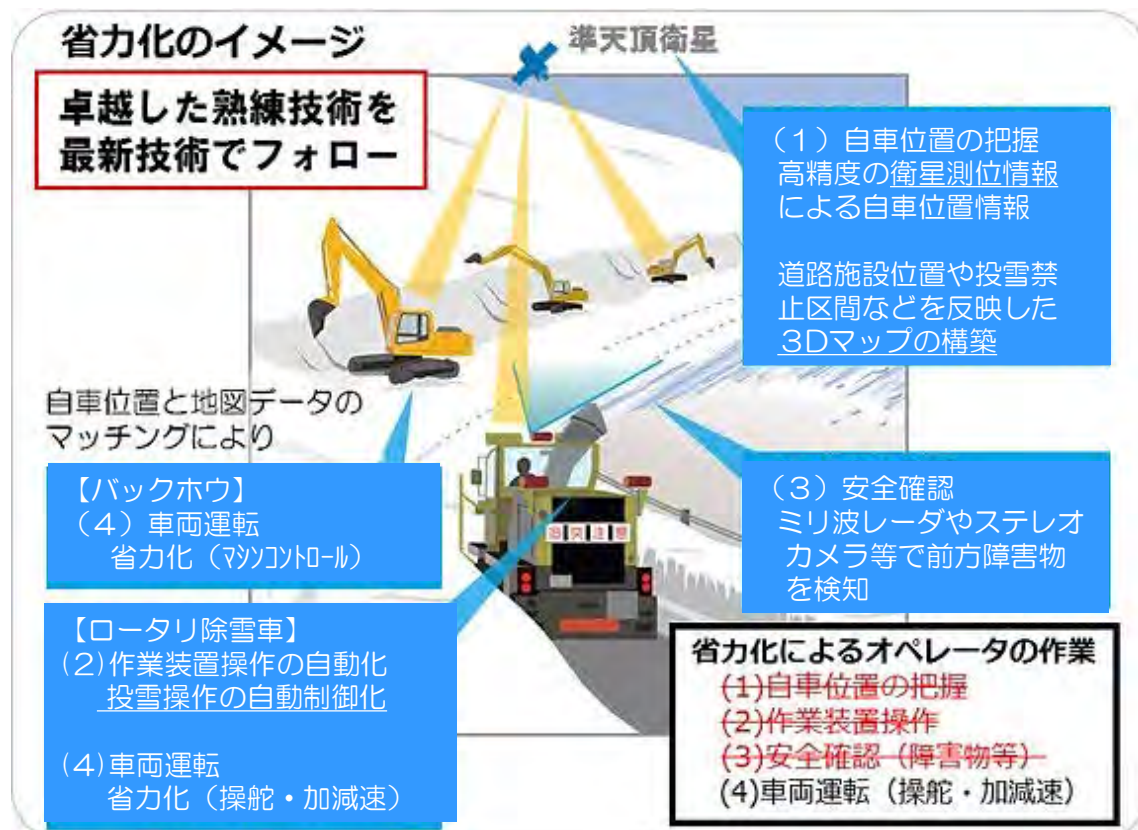 省力化のイメージ
卓越した熟練技術を
最新技術でフォロー
準天頂衛星
（1）自車位置の把握
高精度の衛星測位情報
による自車位置情報
道路施設位置や投雪禁
止区間などを反映した
3Dマップの構築
自車位置と地図データの
マッチングにより
【バックホウ】
（4）車両運転
省力化（ﾏｼﾝｺﾝﾄﾛｰﾙ）
【ロータリ除雪車】
(2)作業装置操作の自動化
投雪操作の自動制御化
(4)車両運転
省力化（操舵・加減速）
追突注意
（3）安全確認
ミリ波レーダやステレオ
カメラ等で前方障害物
を検知
省力化によるオペレータの作業
(1)自車位置の把握
(2)作業装置操作
(3)安全確認（障害物等）
(4)車両運転（操舵・加減速）